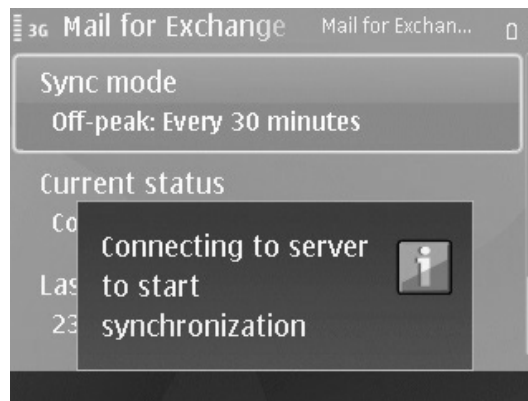 3G Mail for Exchange Mail for Exchan...
Sync mode
Off-peak: Every 30 minutes
Current status
Co
Connecting to server
Las to start
23 synchronization